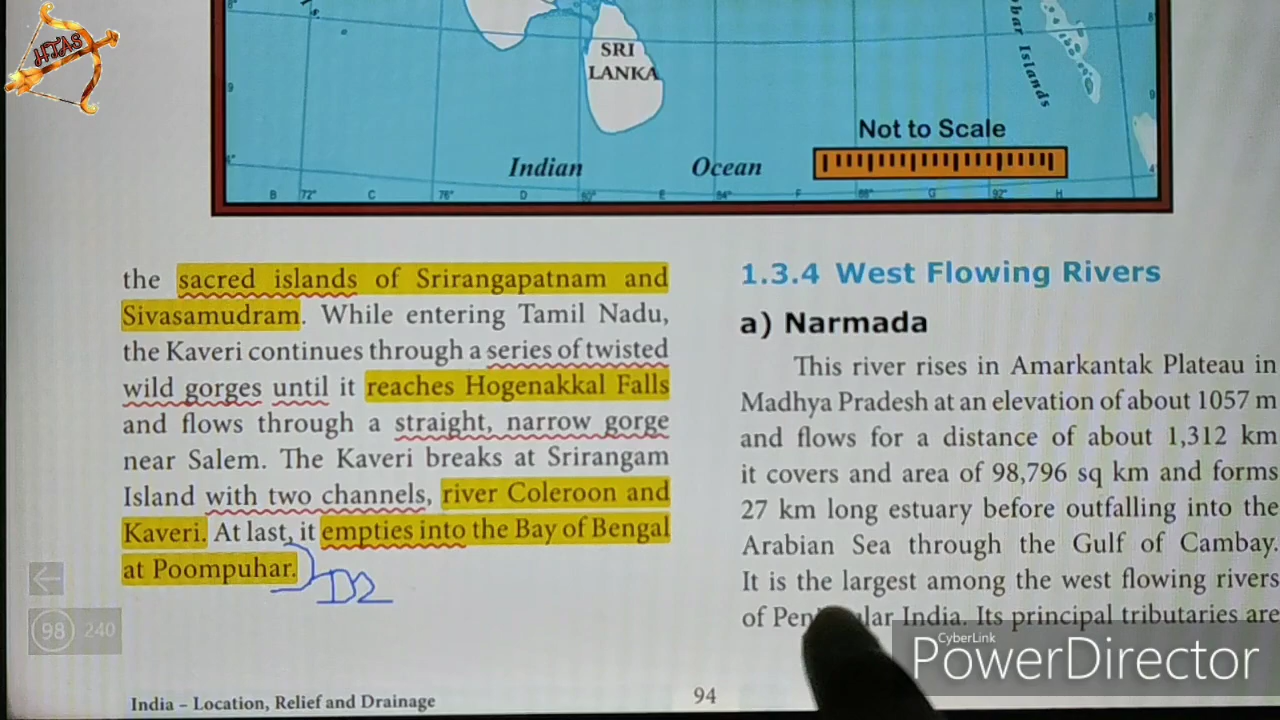 HTAS
SRI
LANKA
Not to Scale
Indian Ocean
B 72° C 76° D 80° E 84° F 88° G 92° H
the sacred islands of Srirangapatnam and
Sivasamudram. While entering Tamil Nadu,
the Kaveri continues through a series of twisted
wild gorges until it reaches Hogenakkal Falls
and flows through a straight, narrow gorge
near Salem. The Kaveri breaks at Srirangam
Island with two channels, river Coleroon and
Kaveri. At last, it empties into the Bay of Bengal
at Poompuhar.
98 240
India – Location, Relief and Drainage
94
1.3.4 West Flowing Rivers
a) Narmada
This river rises in Amarkantak Plateau in
Madhya Pradesh at an elevation of about 1057 m
and flows for a distance of about 1,312 km
it covers and area of 98,796 sq km and forms
27 km long estuary before outfalling into the
Arabian Sea through the Gulf of Cambay.
It is the largest among the west flowing rivers
of India. Its principal tributaries are
CyberLink
PowerDirector